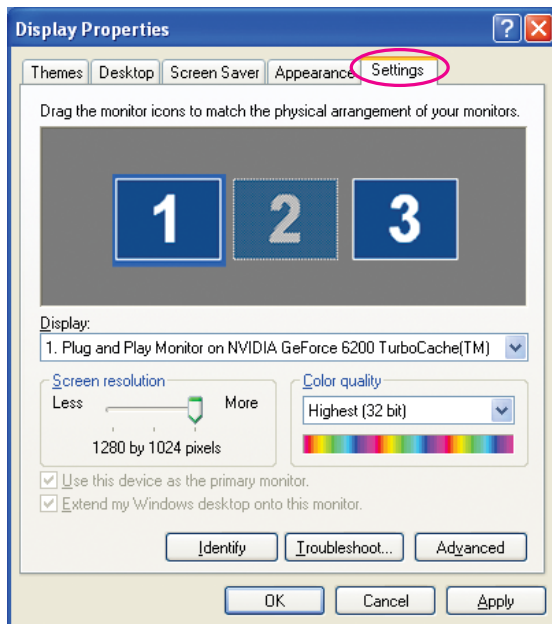 Display Properties
Themes Desktop Screen Saver Appearance Settings
Drag the monitor icons to match the physical arrangement of your monitors.
1 2 3
Display:
1. Plug and Play Monitor on NVIDIA GeForce 6200 TurboCache(TM)
Screen resolution
Less More
1280 by 1024 pixels
Color quality
Highest (32 bit)
Use this device as the primary monitor.
Extend my Windows desktop onto this monitor.
Identify Troubleshoot... Advanced
OK Cancel Apply